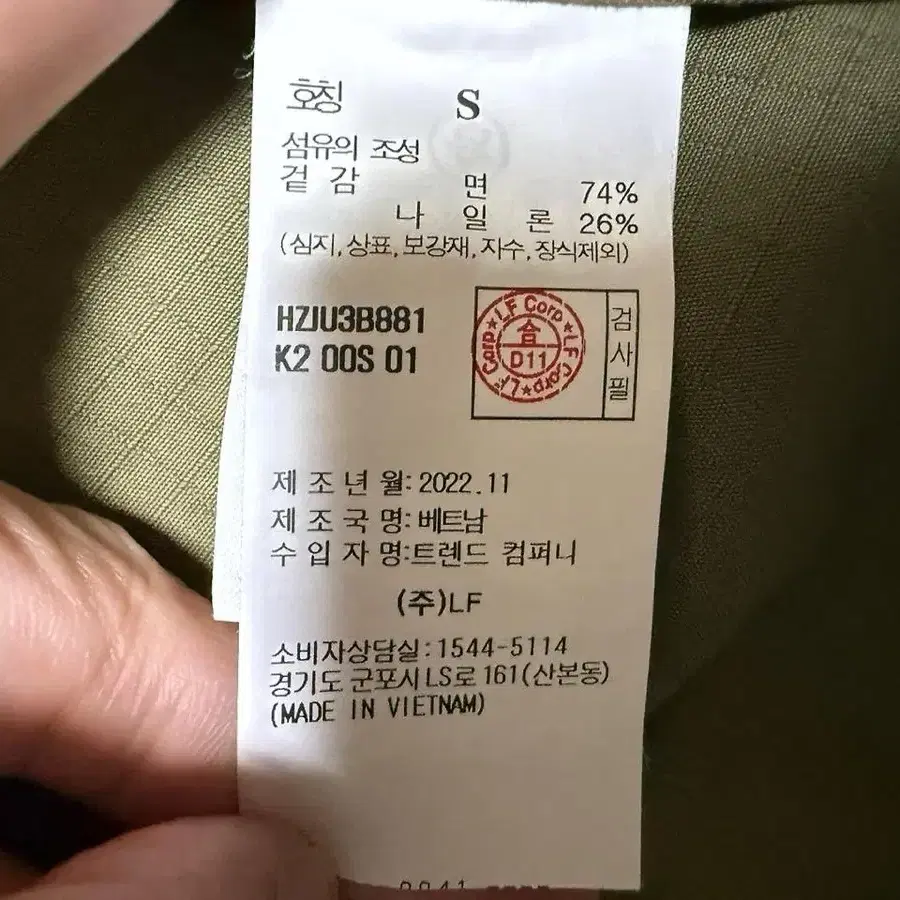 호칭 S
섬유의 조성
겉 감 면 74%
나 일 론 26%
(심지,상표,보강재,자수,장식제외)
HZJU3B881
K2 00S 01
★LF Corp★LF Corp★LF Corp
合
D11
검사필
제 조 년 월: 2022.11
제 조 국 명: 베트남
수 입 자 명:트렌드 컴퍼니
(주)LF
소비자상담실:1544-5114
경기도 군포시 LS로 161(산본동)
(MADE IN VIETNAM)